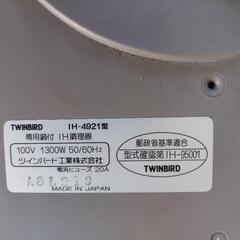 TWINBIRD IH-4921型
専用鍋付 IH調理器
100V 1300W 50/60Hz
ツインバード工業株式会社
電流ヒューズ 20A
MADE IN JAPAN
郵政省基準適合
型式確認第IH-95001
TWINBIRD